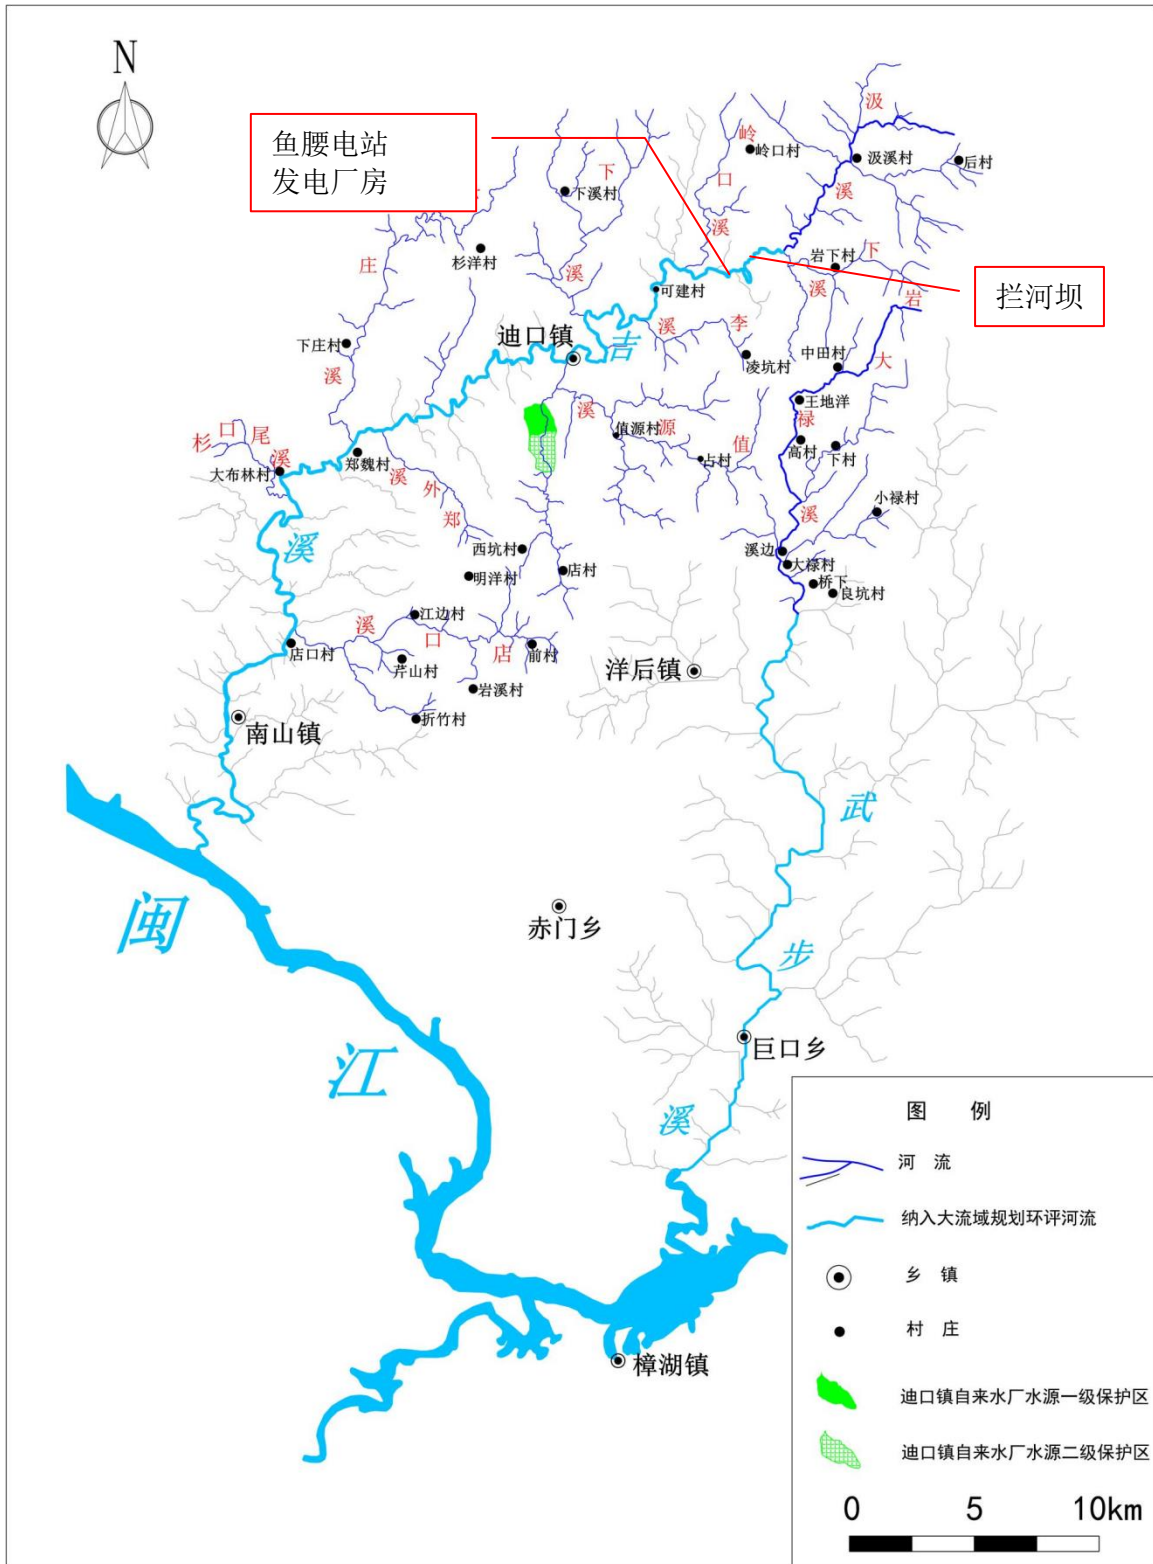 N
鱼腰电站
发电厂房
汲
溪
汲溪村
后村
岭
口
溪
岭口村
下
溪
下溪村
岩下村
下
岩
溪
拦河坝
杉洋村
庄
溪
下庄村
可建村
迪口镇
吉
溪
李
溪
凌坑村
中田村
大
禄
溪
王地洋
高村
下村
小禄村
值源村
溪
源
值
占村
杉
口
尾
溪
大布林村
郑魏村
溪
外
郑
西坑村
店村
明洋村
溪边
大禄村
桥下
良坑村
江边村
溪
口
店
前村
店口村
芹山村
岩溪村
折竹村
洋后镇
南山镇
武
步
溪
闽
江
赤门乡
巨口乡
樟湖镇
图 例
河 流
纳入大流域规划环评河流
乡 镇
村 庄
迪口镇自来水厂水源一级保护区
迪口镇自来水厂水源二级保护区
0 5 10km